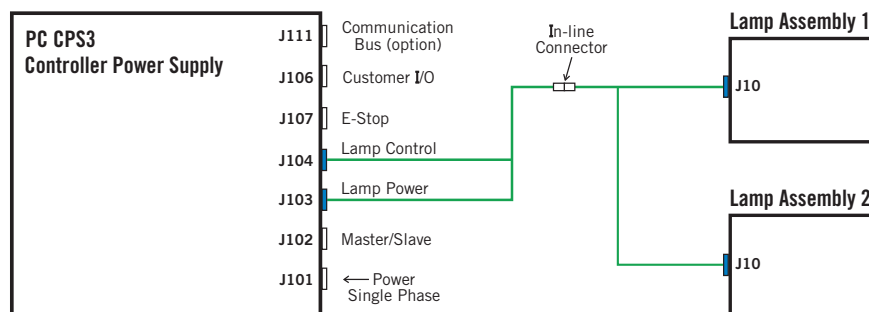 PC CPS3
Controller Power Supply
J111
Communication
Bus (option)
J106
Customer I/O
J107
E-Stop
J104
Lamp Control
J103
Lamp Power
J102
Master/Slave
J101
Power
Single Phase
In-line
Connector
Lamp Assembly 1
J10
Lamp Assembly 2
J10